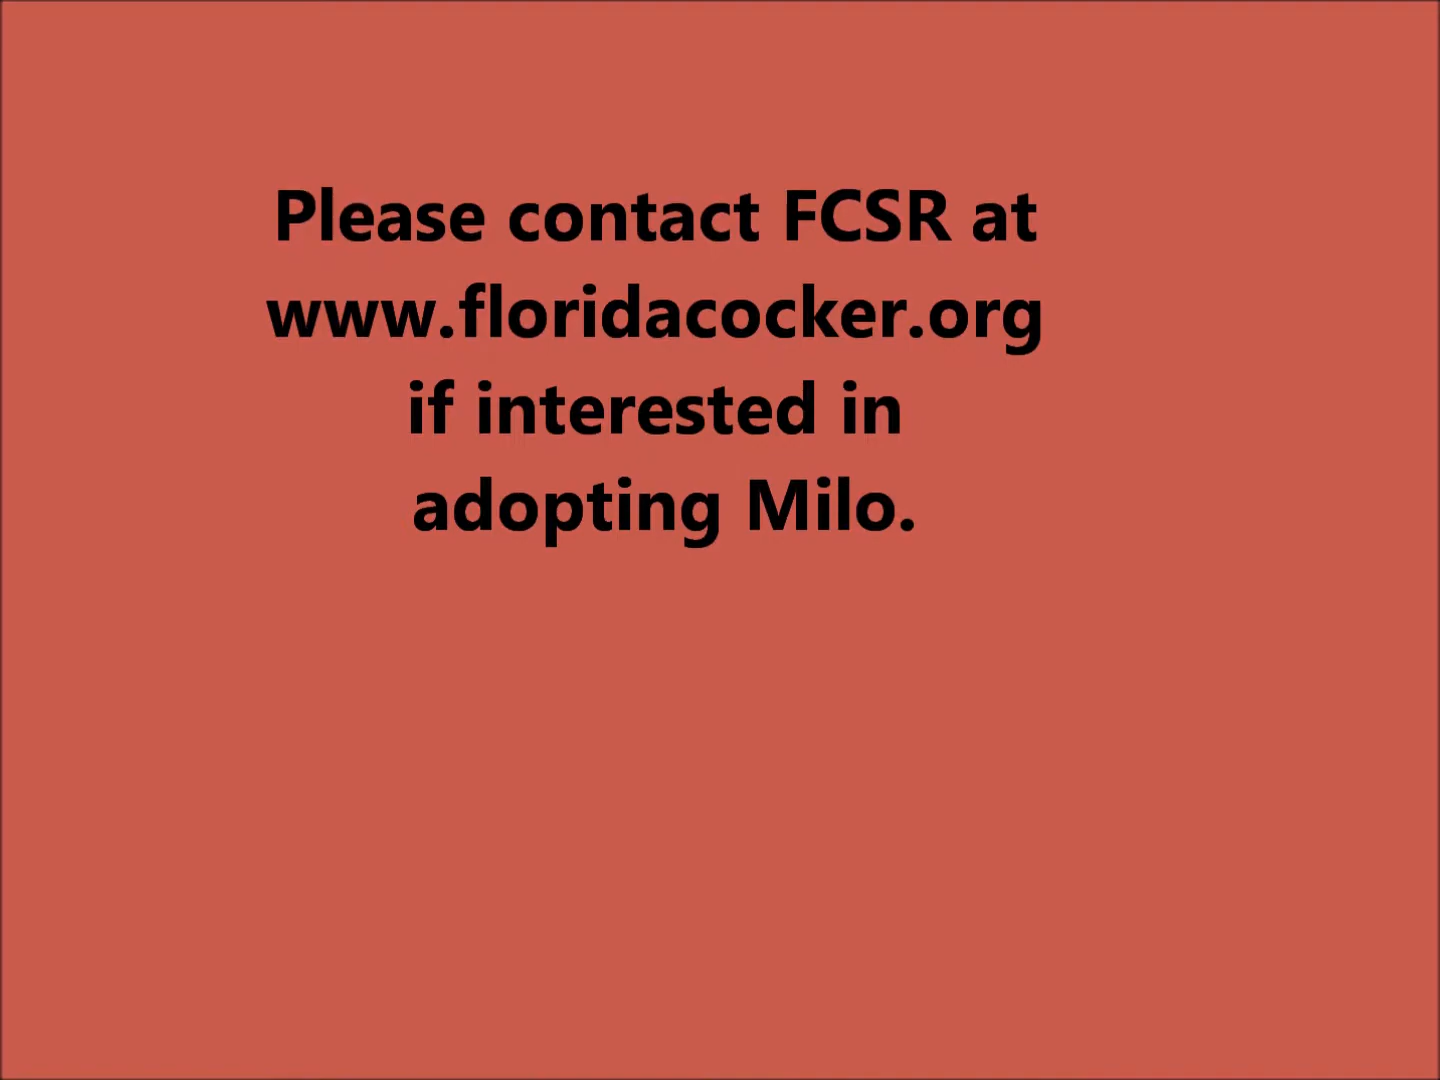 Please contact FCSR at
www.floridacocker.org
if interested in
adopting Milo.